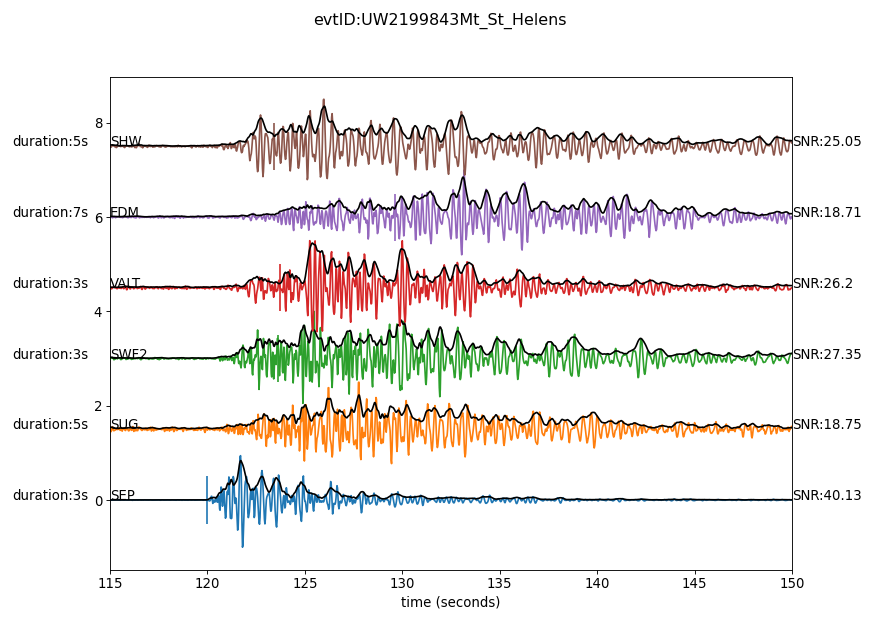 evtID:UW2199843Mt_St_Helens
8
duration:5s SHW SNR:25.05
duration:7s EDM SNR:18.71
6
duration:3s VALT SNR:26.2
4
duration:3s SWF2 SNR:27.35
2
duration:5s SUG SNR:18.75
duration:3s SEP SNR:40.13
0
115 120 125 130 135 140 145 150
time (seconds)